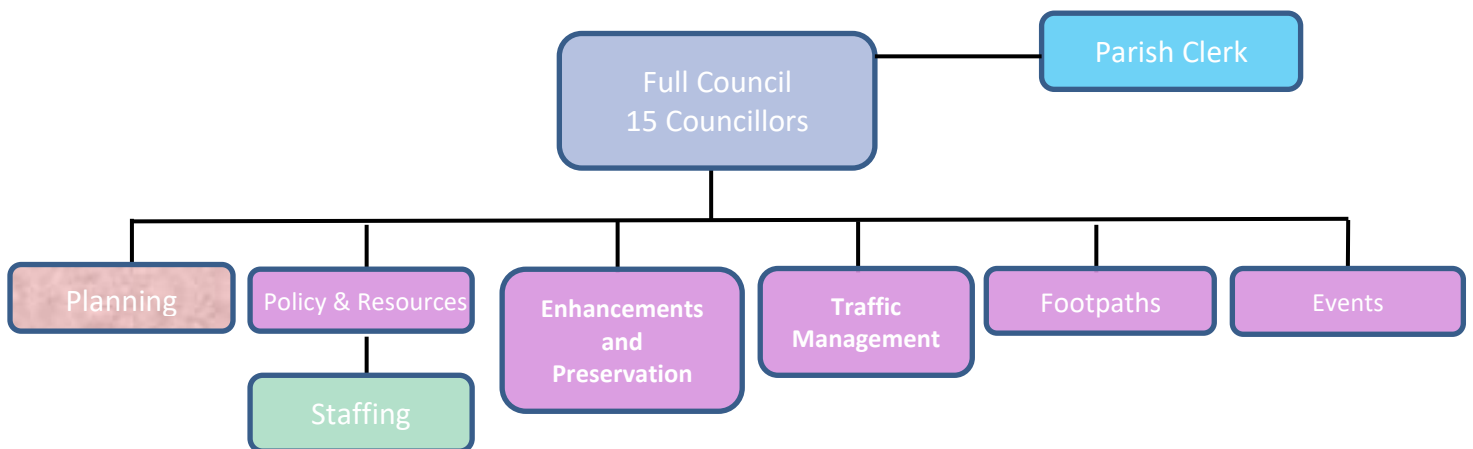 Full Council
15 Councillors
Parish Clerk
Planning
Policy & Resources
Enhancements
and
Preservation
Traffic
Management
Footpaths
Events
Staffing